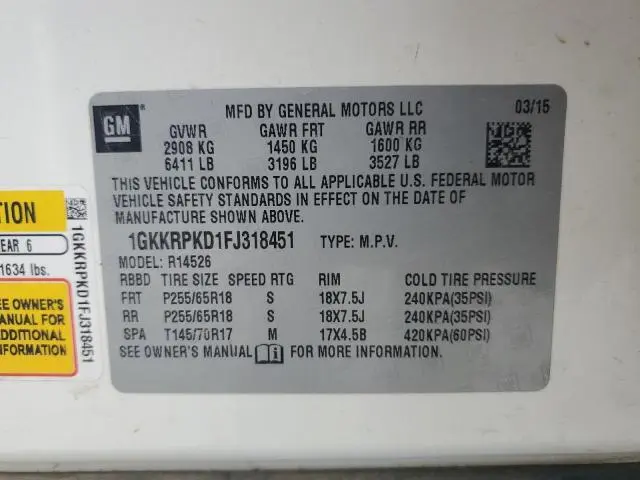 GM
MFD BY GENERAL MOTORS LLC 03/15
GVWR GAWR FRT GAWR RR
2908 KG 1450 KG 1600 KG
6411 LB 3196 LB 3527 LB
THIS VEHICLE CONFORMS TO ALL APPLICABLE U.S. FEDERAL MOTOR
VEHICLE SAFETY STANDARDS IN EFFECT ON THE DATE OF
MANUFACTURE SHOWN ABOVE.
1GKKRPKD1FJ318451 TYPE: M.P.V.
MODEL: R14526
RBBD TIRE SIZE SPEED RTG RIM COLD TIRE PRESSURE
FRT P255/65R18 S 18X7.5J 240KPA(35PSI)
RR P255/65R18 S 18X7.5J 240KPA(35PSI)
SPA T145/70R17 M 17X4.5B 420KPA(60PSI)
SEE OWNER'S MANUAL i FOR MORE INFORMATION.
TION
EAR 6
1634 lbs.
EE OWNER'S
MANUAL FOR
ADDITIONAL
INFORMATION
1GKKRPKD1FJ318451